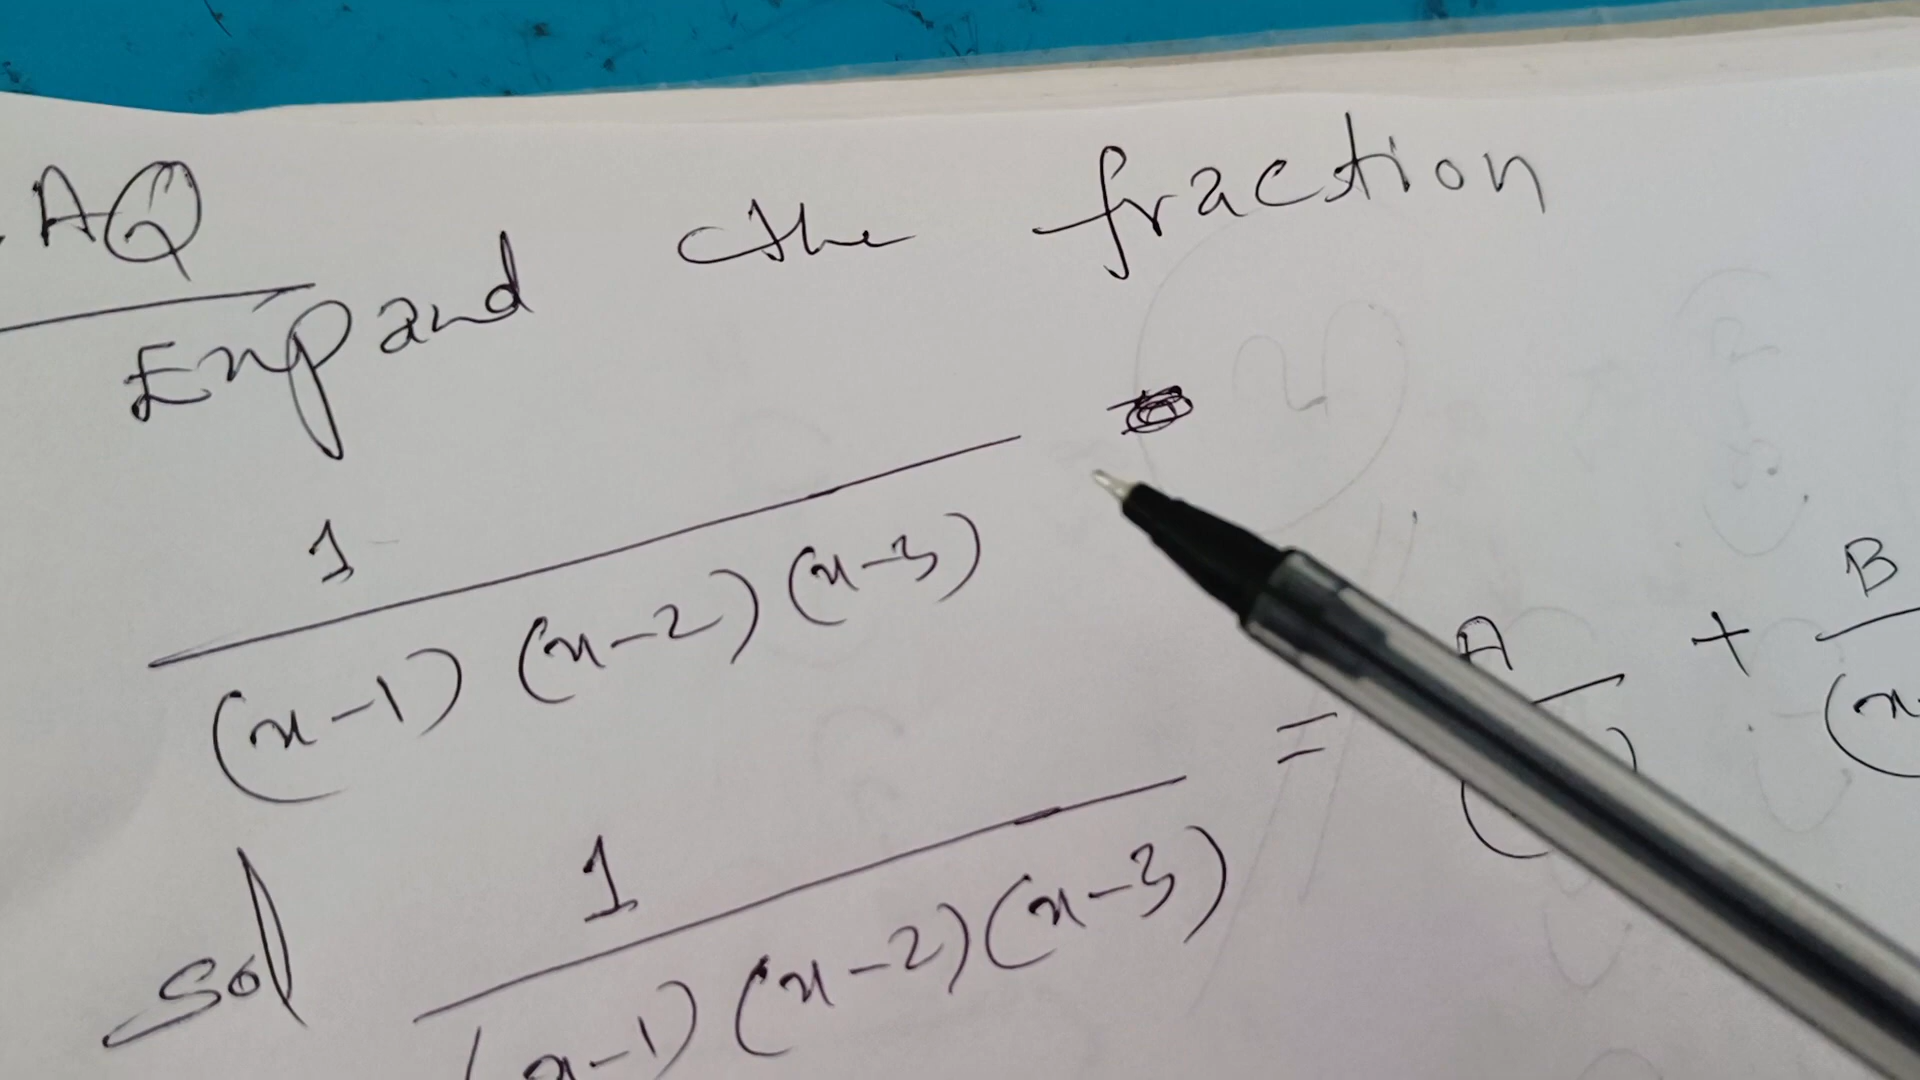 AQ
Expand the fraction
1
(x-1) (x-2) (x-3)
sol 1 = A + B
(x-1) (x-2) (x-3) ( ) (x